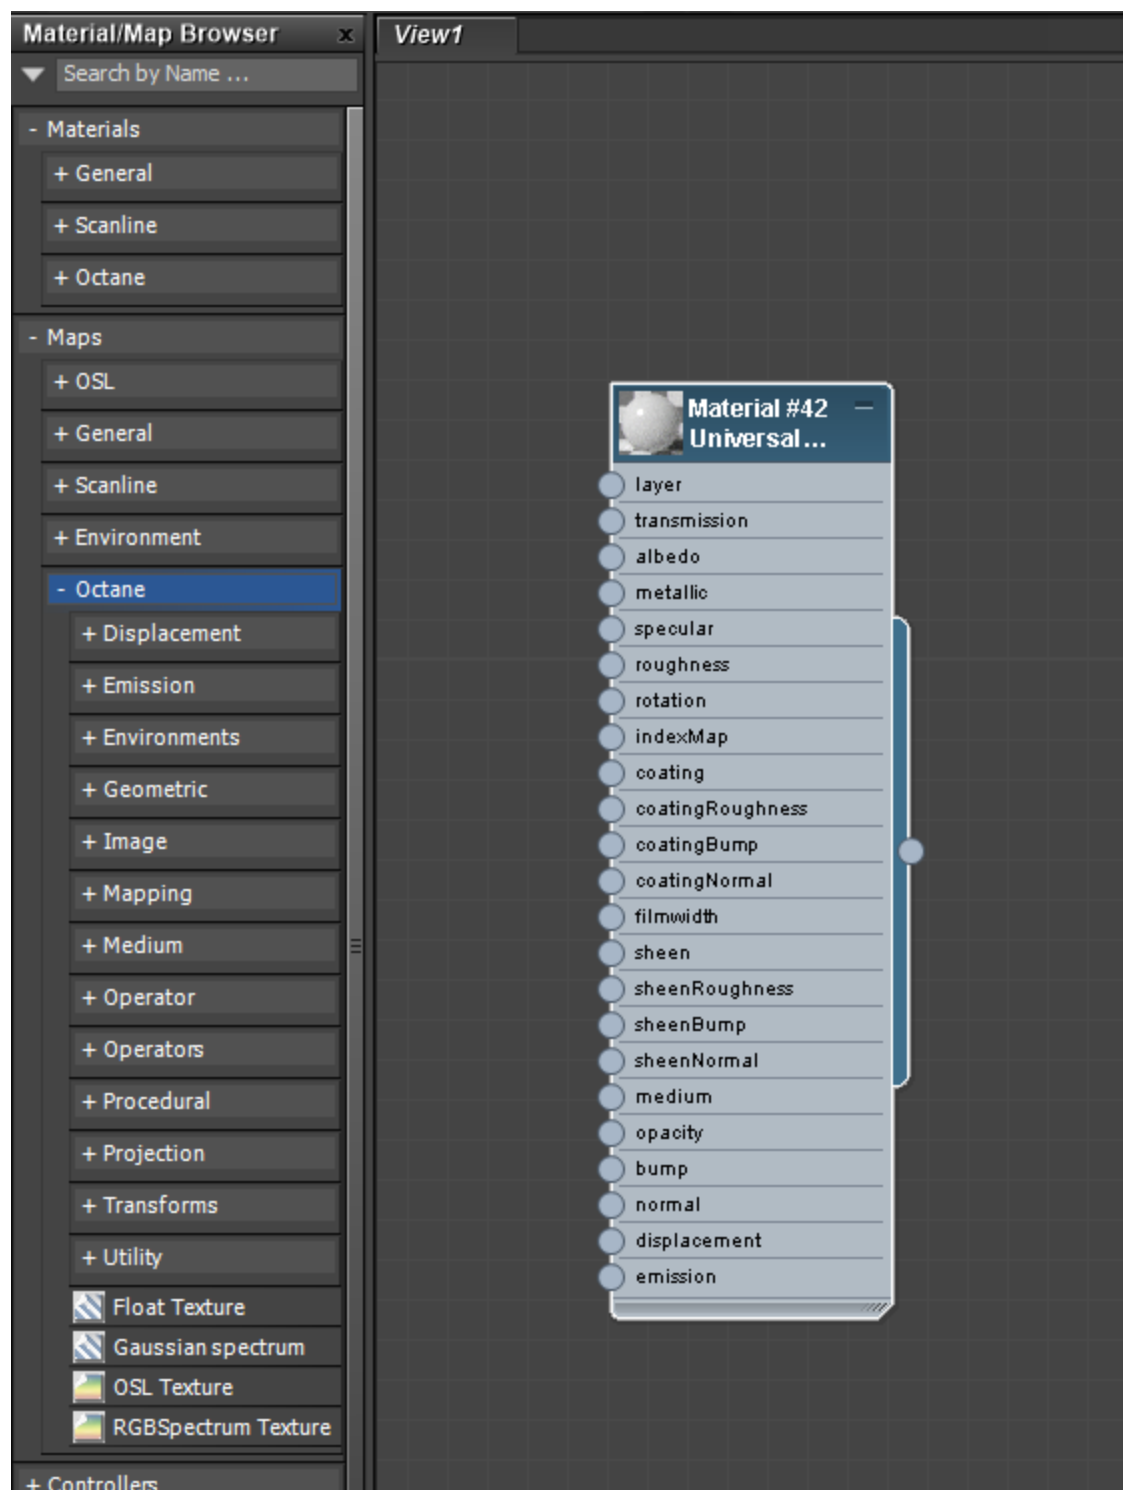 Material/Map Browser x
Search by Name ...
- Materials
+ General
+ Scanline
+ Octane
- Maps
+ OSL
+ General
+ Scanline
+ Environment
- Octane
+ Displacement
+ Emission
+ Environments
+ Geometric
+ Image
+ Mapping
+ Medium
+ Operator
+ Operators
+ Procedural
+ Projection
+ Transforms
+ Utility
Float Texture
Gaussian spectrum
OSL Texture
RGBSpectrum Texture
+ Controllers
View1
Material #42
Universal...
layer
transmission
albedo
metallic
specular
roughness
rotation
indexMap
coating
coatingRoughness
coatingBump
coatingNormal
filmwidth
sheen
sheenRoughness
sheenBump
sheenNormal
medium
opacity
bump
normal
displacement
emission